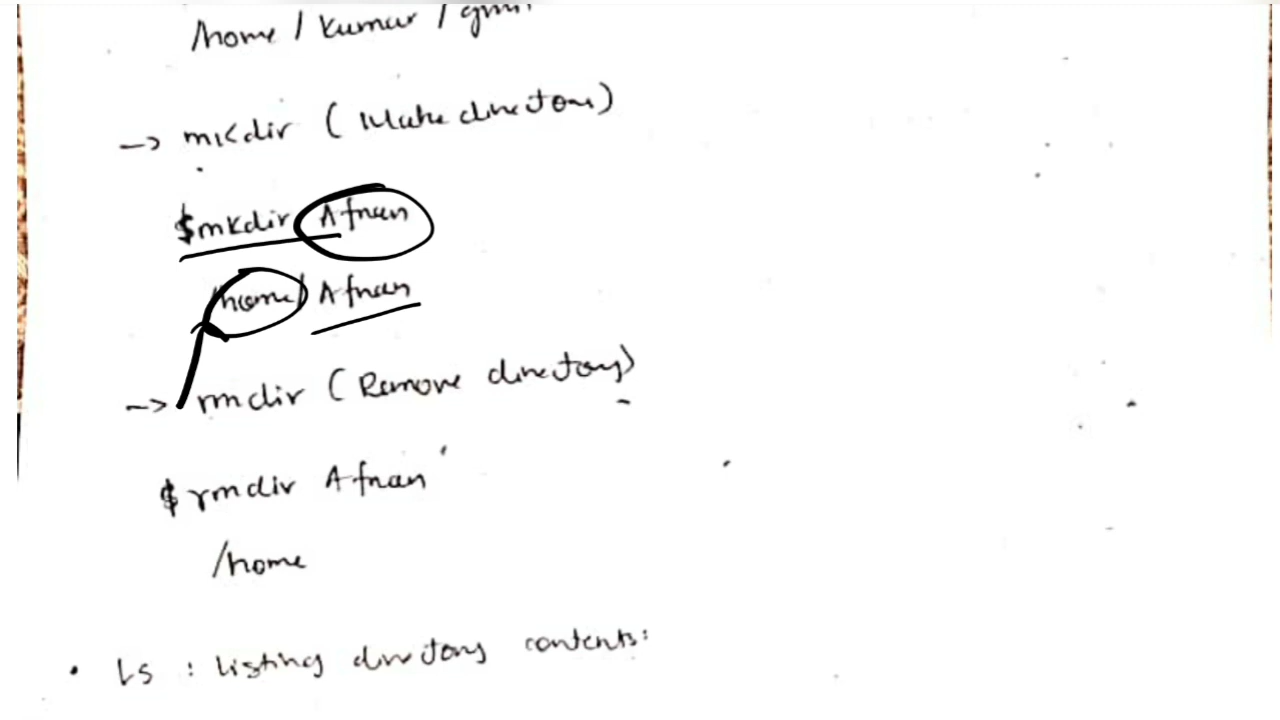 /home / kumar /
-> mkdir ( Make directory)
$mkdir Afnan
/home/ Afnan
-> rmdir ( Remove directory)
$ rmdir Afnan
/home
• LS : listing directory contents: